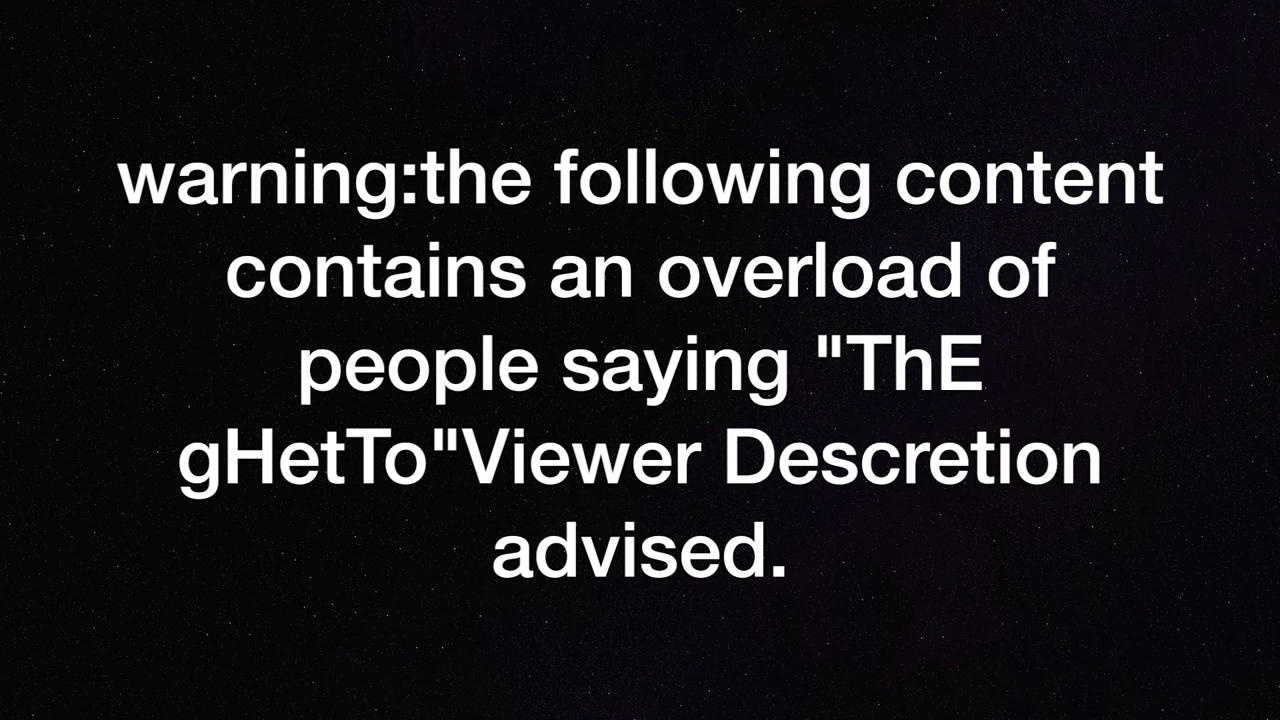 warning:the following content
contains an overload of
people saying "ThE
gHetTo"Viewer Descretion
advised.